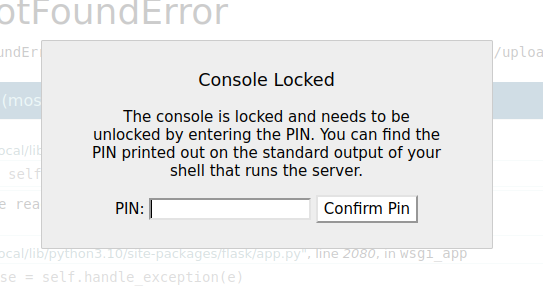 otFoundError
/uploa
(mos
Console Locked
The console is locked and needs to be
unlocked by entering the PIN. You can find the
PIN printed out on the standard output of your
shell that runs the server.
ocal/lib
self
PIN:
Confirm Pin
e rea
ocal/lib/python3.10/site-packages/flask/app.py", line 2080, in wsgi_app
se = self.handle_exception(e)